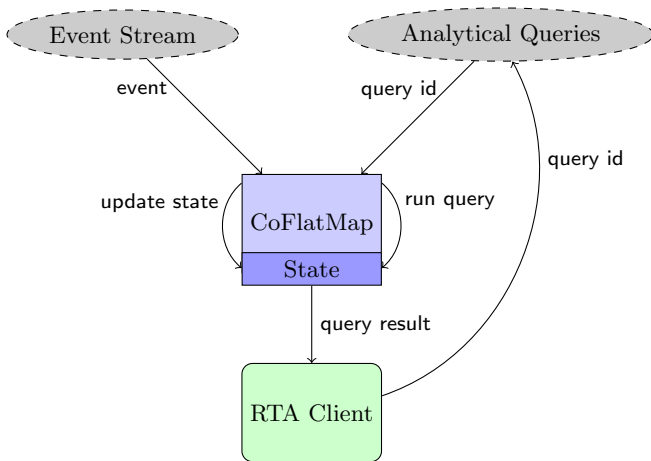 Event Stream
Analytical Queries
event
query id
query id
update state
run query
CoFlatMap
State
query result
RTA Client